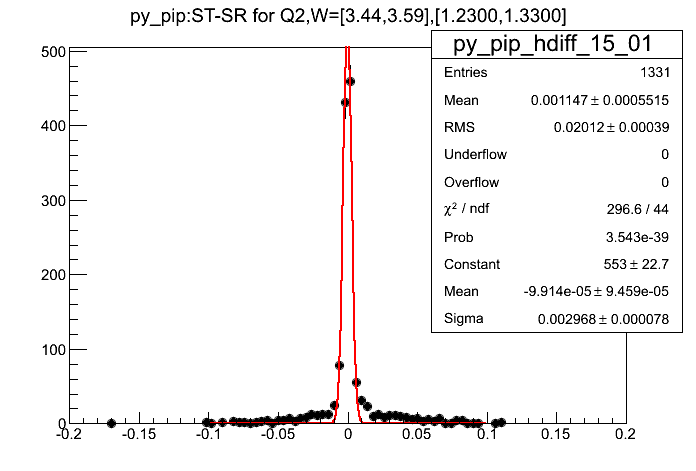 py_pip:ST-SR for Q2,W=[3.44,3.59],[1.2300,1.3300]
py_pip_hdiff_15_01
Entries 1331
Mean 0.001147 ± 0.0005515
RMS 0.02012 ± 0.00039
Underflow 0
Overflow 0
χ² / ndf 296.6 / 44
Prob 3.543e-39
Constant 553 ± 22.7
Mean -9.914e-05 ± 9.459e-05
Sigma 0.002968 ± 0.000078
500
400
300
200
100
0
-0.2 -0.15 -0.1 -0.05 0 0.05 0.1 0.15 0.2